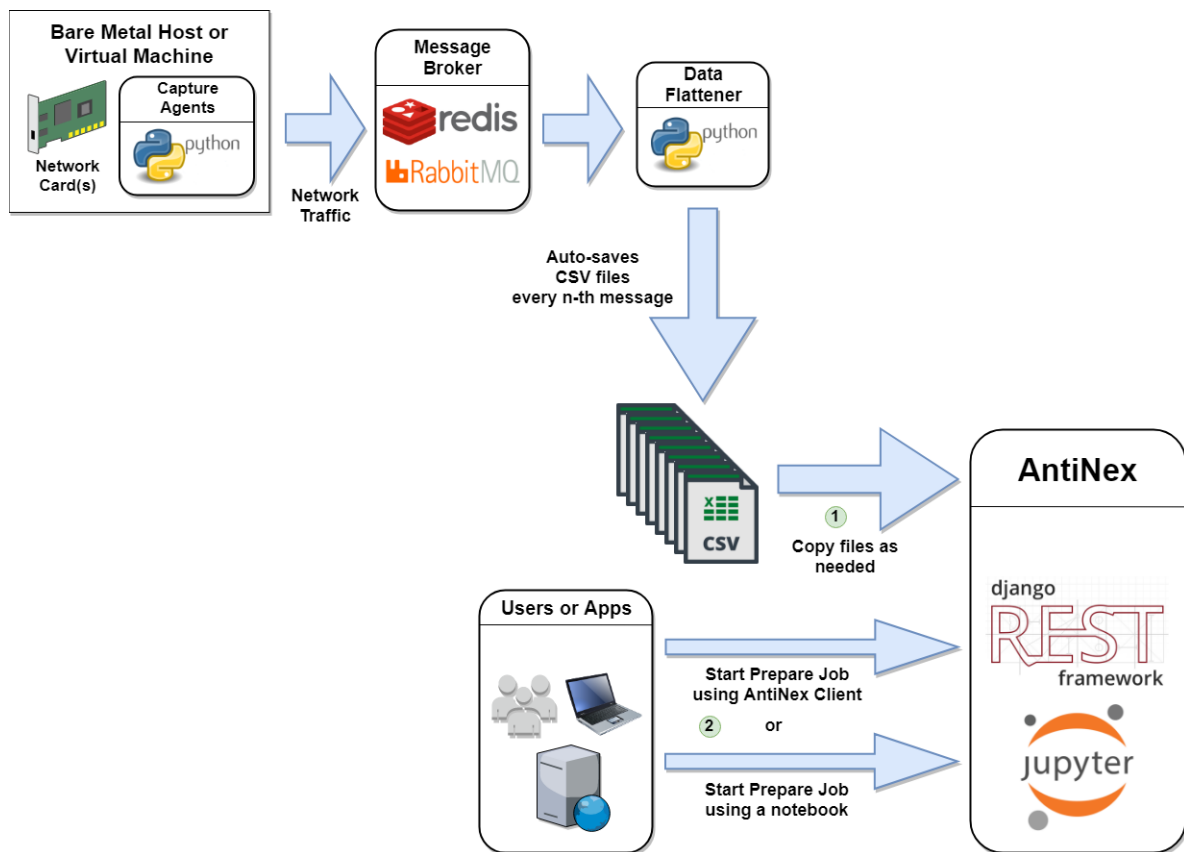 Bare Metal Host or
Virtual Machine
Capture
Agents
python
Network
Card(s)
Network
Traffic
Message
Broker
redis
RabbitMQ
Data
Flattener
python
Auto-saves
CSV files
every n-th message
X
CSV
1
Copy files as
needed
AntiNex
django
REST
framework
jupyter
Users or Apps
Start Prepare Job
using AntiNex Client
2
or
Start Prepare Job
using a notebook